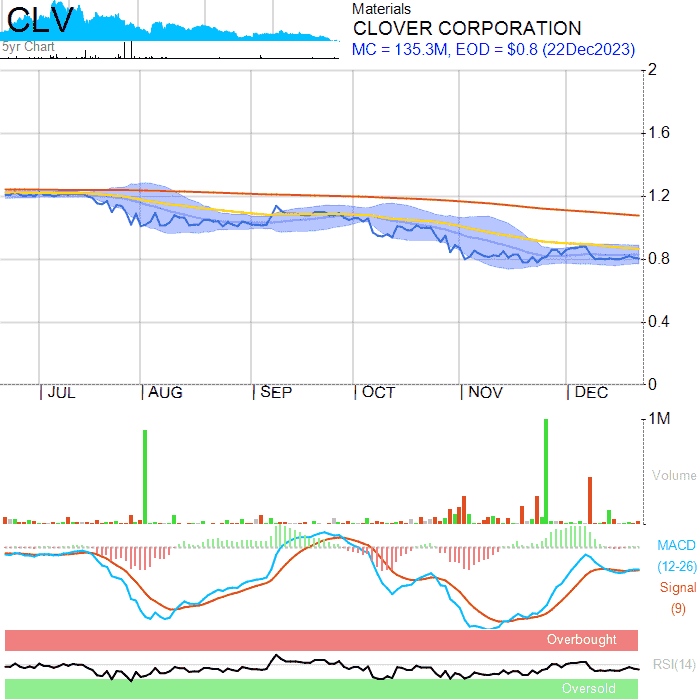 CLV
5yr Chart
Materials
CLOVER CORPORATION
MC = 135.3M, EOD = $0.8 (22Dec2023)
2
1.6
1.2
0.8
0.4
0
JUL AUG SEP OCT NOV DEC
1M
Volume
MACD
(12-26)
Signal
(9)
Overbought
RSI(14)
Oversold